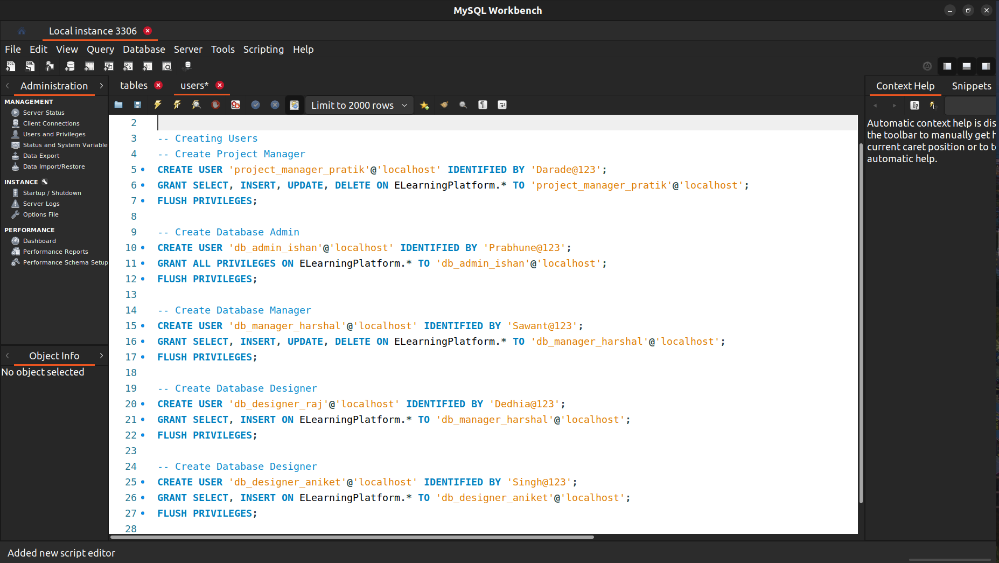 MySQL Workbench
Local instance 3306
File Edit View Query Database Server Tools Scripting Help
Administration
MANAGEMENT
Server Status
Client Connections
Users and Privileges
Status and System Variable
Data Export
Data Import/Restore
INSTANCE
Startup / Shutdown
Server Logs
Options File
PERFORMANCE
Dashboard
Performance Reports
Performance Schema Setup
Object Info
No object selected
tables users*
Limit to 2000 rows
2
3 -- Creating Users
4 -- Create Project Manager
5 CREATE USER 'project_manager_pratik'@'localhost' IDENTIFIED BY 'Darade@123';
6 GRANT SELECT, INSERT, UPDATE, DELETE ON ELearningPlatform.* TO 'project_manager_pratik'@'localhost';
7 FLUSH PRIVILEGES;
8
9 -- Create Database Admin
10 CREATE USER 'db_admin_ishan'@'localhost' IDENTIFIED BY 'Prabhune@123';
11 GRANT ALL PRIVILEGES ON ELearningPlatform.* TO 'db_admin_ishan'@'localhost';
12 FLUSH PRIVILEGES;
13
14 -- Create Database Manager
15 CREATE USER 'db_manager_harshal'@'localhost' IDENTIFIED BY 'Sawant@123';
16 GRANT SELECT, INSERT, UPDATE, DELETE ON ELearningPlatform.* TO 'db_manager_harshal'@'localhost';
17 FLUSH PRIVILEGES;
18
19 -- Create Database Designer
20 CREATE USER 'db_designer_raj'@'localhost' IDENTIFIED BY 'Dedhia@123';
21 GRANT SELECT, INSERT ON ELearningPlatform.* TO 'db_manager_harshal'@'localhost';
22 FLUSH PRIVILEGES;
23
24 -- Create Database Designer
25 CREATE USER 'db_designer_aniket'@'localhost' IDENTIFIED BY 'Singh@123';
26 GRANT SELECT, INSERT ON ELearningPlatform.* TO 'db_designer_aniket'@'localhost';
27 FLUSH PRIVILEGES;
28
Context Help Snippets
Automatic context help is dis
the toolbar to manually get h
current caret position or to t
automatic help.
Added new script editor